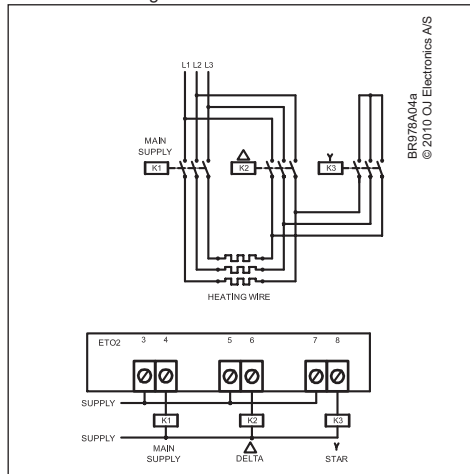 L1 L2 L3
MAIN
SUPPLY
K1
K2
K3
BR978A04a
© 2010 OJ Electronics A/S
HEATING WIRE
ETO2
3 4 5 6 7 8
SUPPLY
K1 K2 K3
SUPPLY
MAIN
SUPPLY
DELTA
STAR